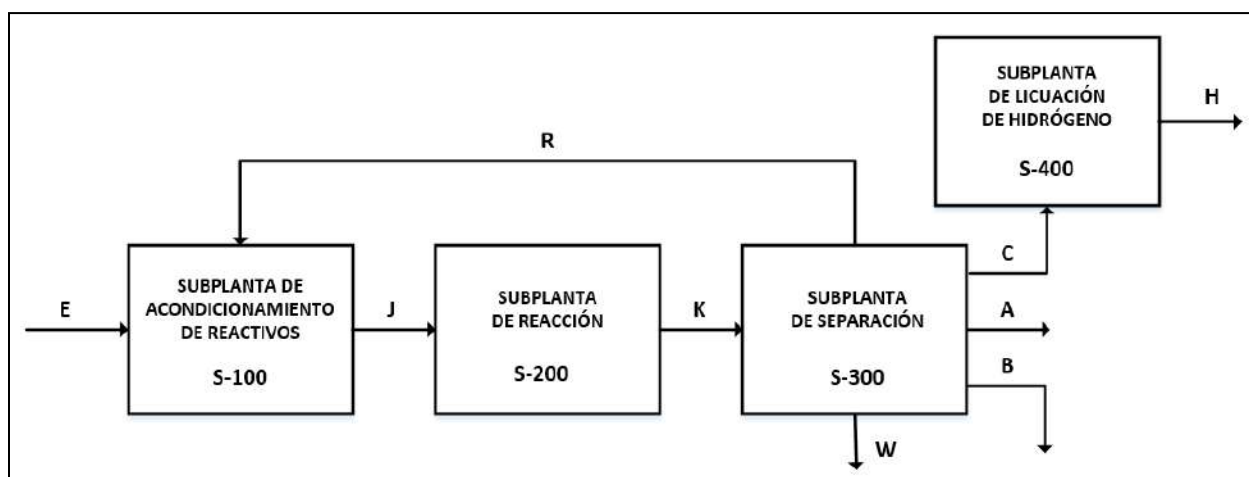 SUBPLANTA
DE LICUACIÓN
DE HIDRÓGENO
S-400
H
R
C
E
SUBPLANTA DE
ACONDICIONAMIENTO
DE REACTIVOS
S-100
J
SUBPLANTA
DE REACCIÓN
S-200
K
SUBPLANTA
DE SEPARACIÓN
S-300
A
B
W